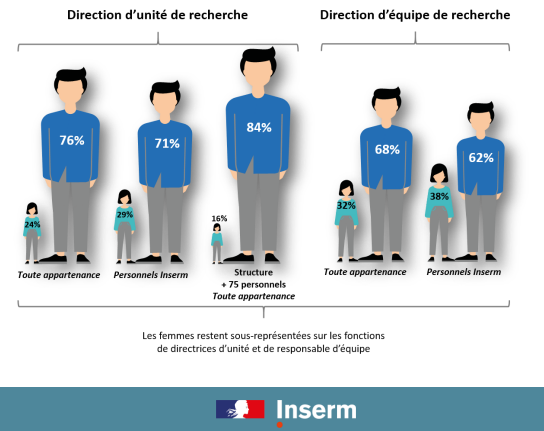 Direction d'unité de recherche
Direction d'équipe de recherche
76%
24%
71%
29%
84%
16%
68%
32%
62%
38%
Toute appartenance
Personnels Inserm
Structure
+ 75 personnels
Toute appartenance
Toute appartenance
Personnels Inserm
Les femmes restent sous-représentées sur les fonctions
de directrices d'unité et de responsable d'équipe
Inserm